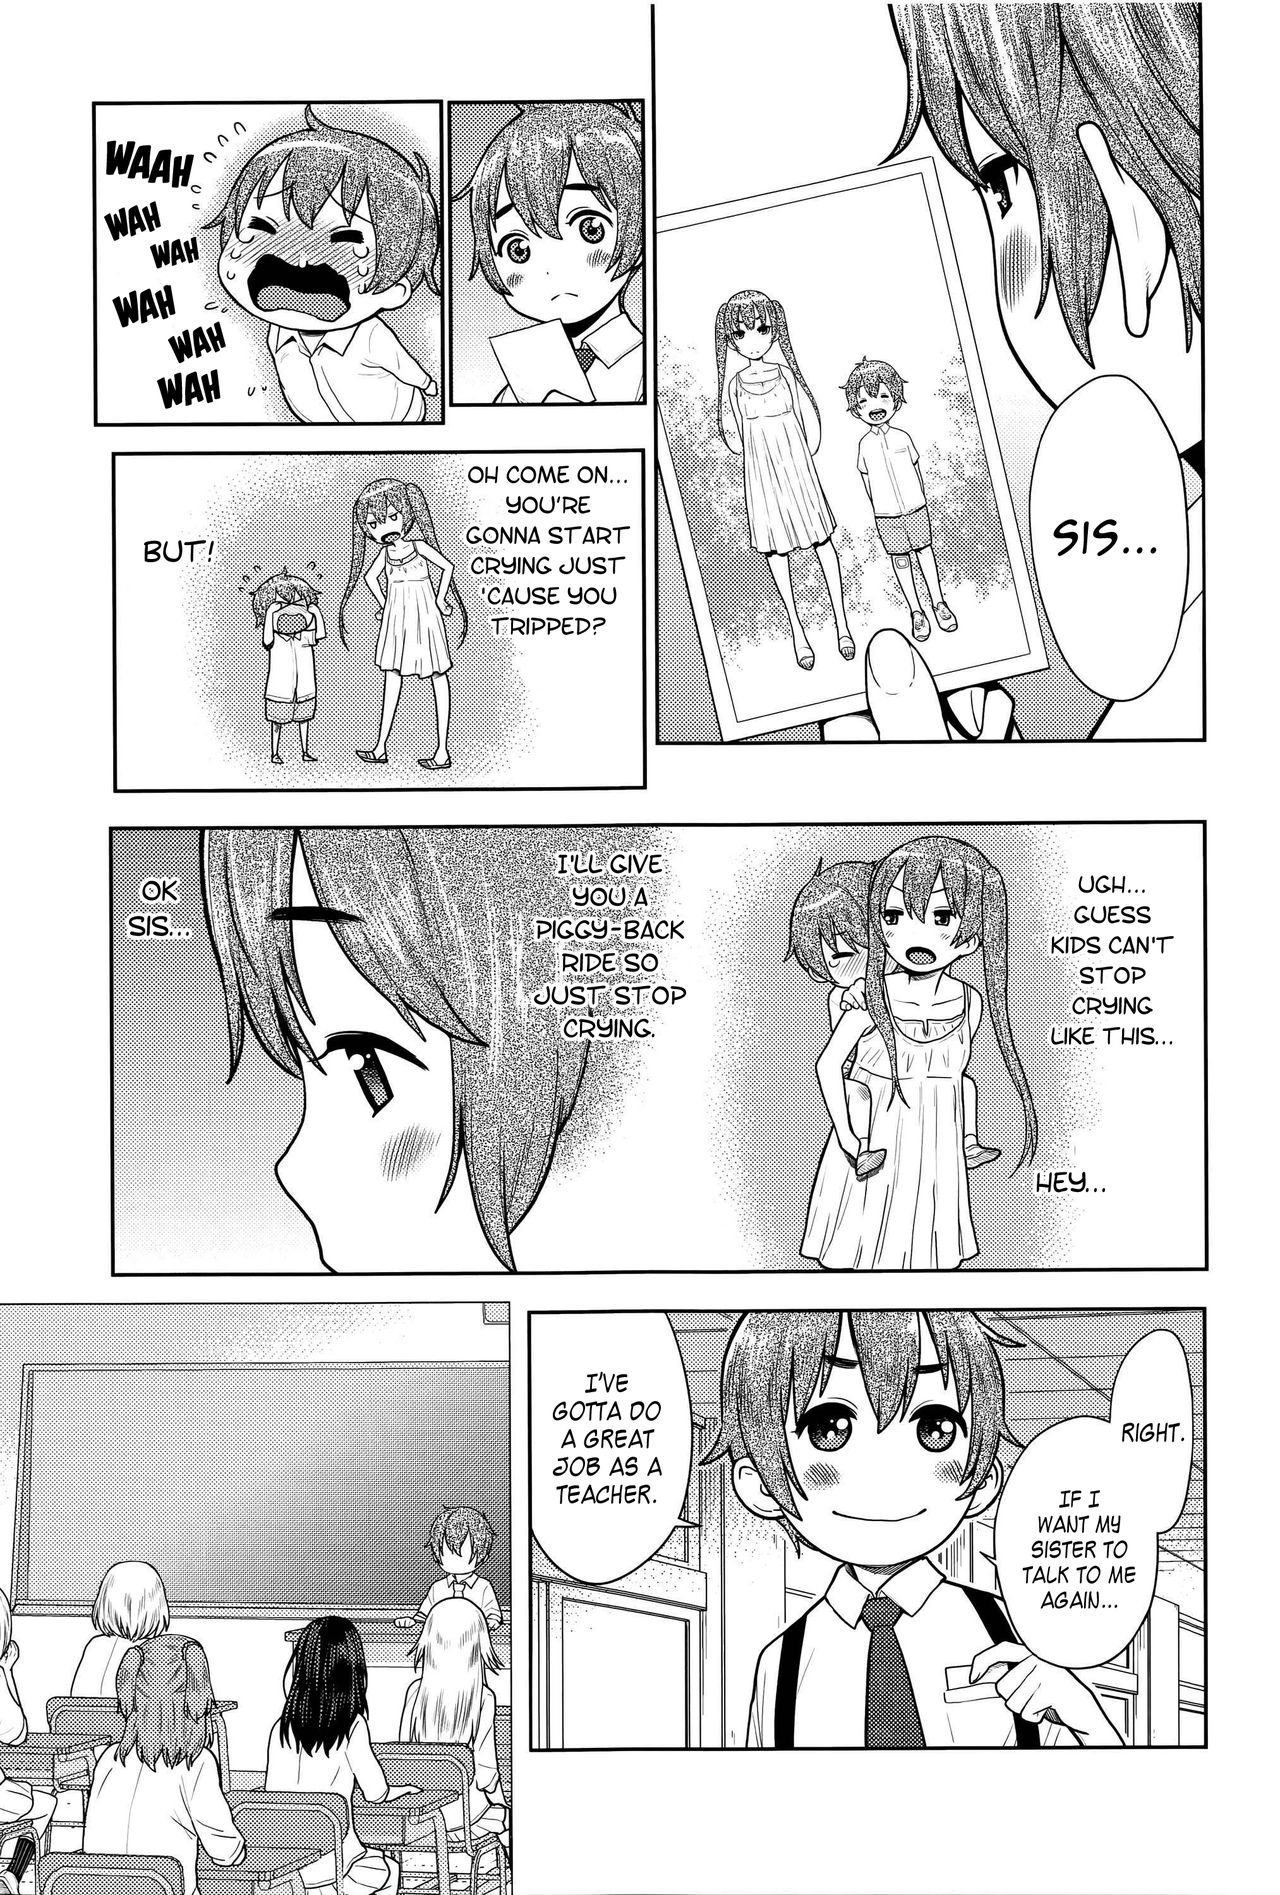 SIS...
WAAH
WAH
WAH
WAH
WAH
WAH
OH COME ON...
YOU'RE
GONNA START
CRYING JUST
'CAUSE YOU
TRIPPED?
BUT!
UGH...
GUESS
KIDS CAN'T
STOP
CRYING
LIKE THIS...
HEY...
I'LL GIVE
YOU A
PIGGY-BACK
RIDE SO
JUST STOP
CRYING.
OK
SIS...
RIGHT.
IF I
WANT MY
SISTER TO
TALK TO ME
AGAIN...
I'VE
GOTTA DO
A GREAT
JOB AS A
TEACHER.